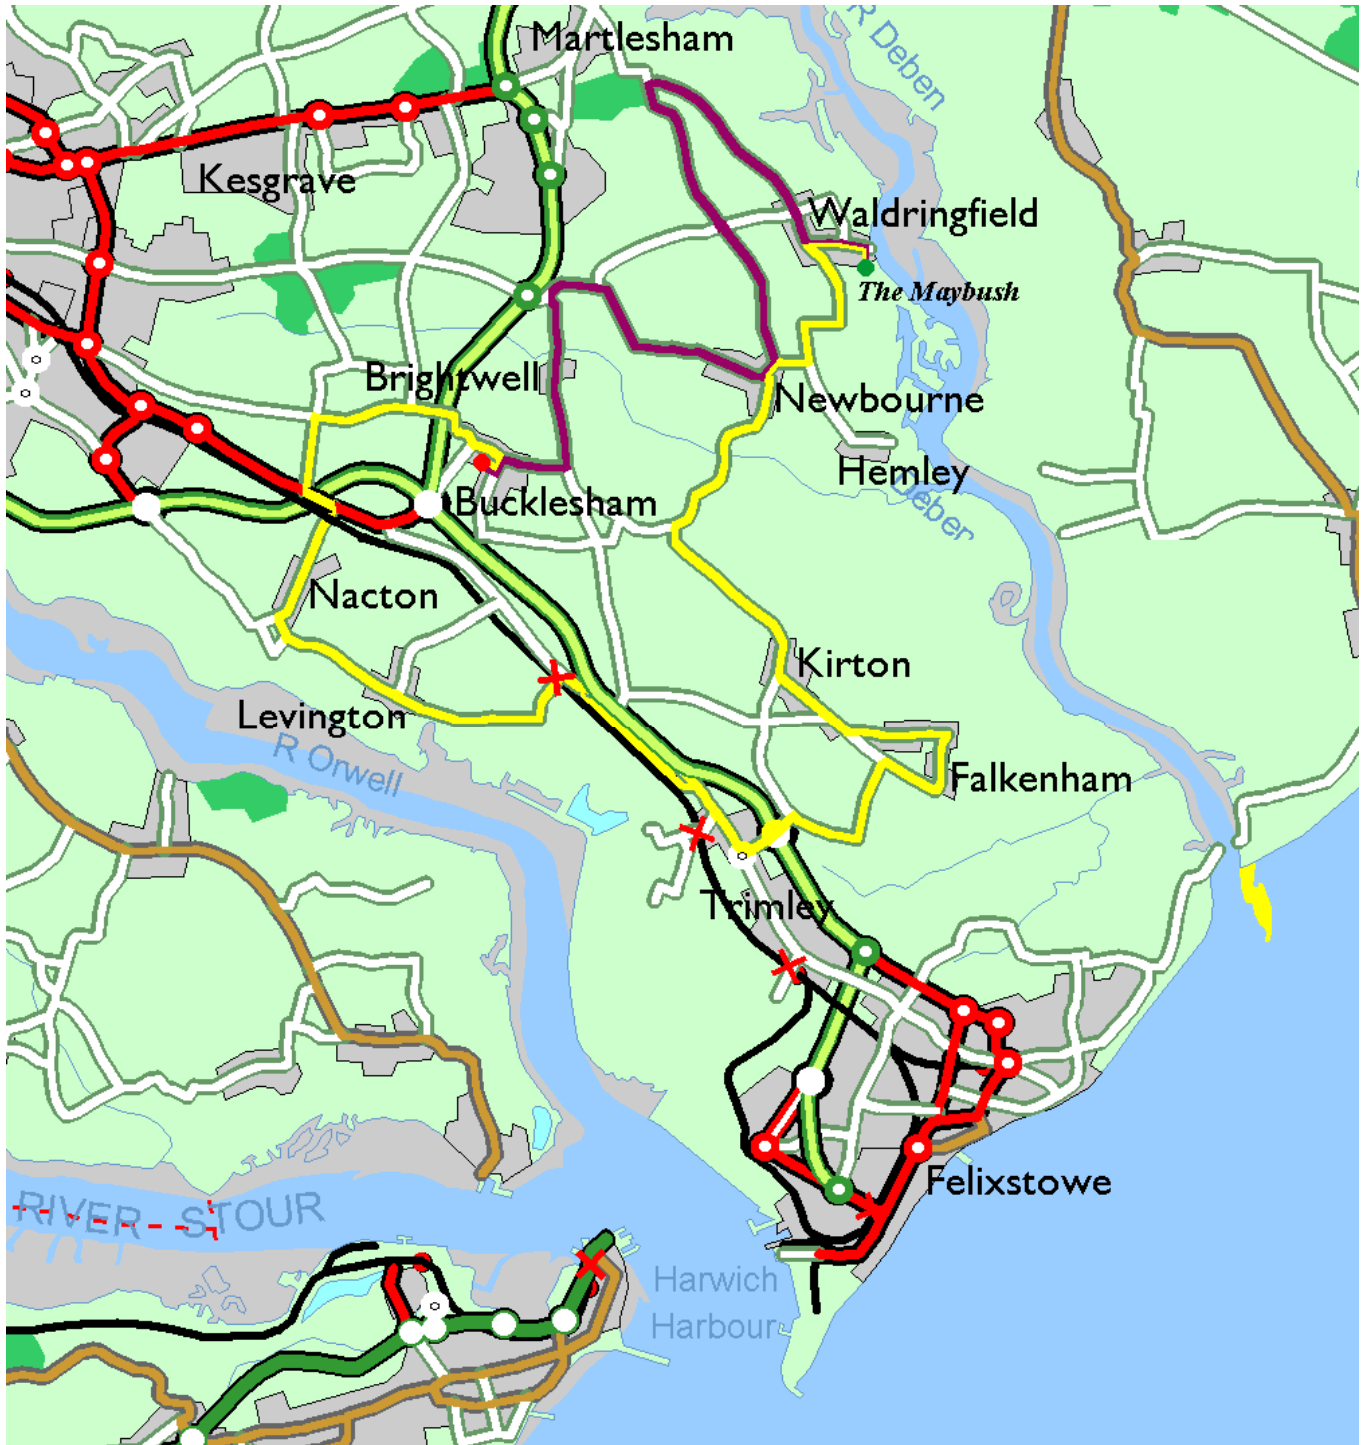 Martlesham
R Deben
Kesgrave
Waldringfield
The Maybush
Brightwell
Newbourne
Hemley
Bucklesham
Deben
Nacton
Kirton
Levington
R Orwell
Falkenham
Trimley
Felixstowe
RIVER STOUR
Harwich
Harbour